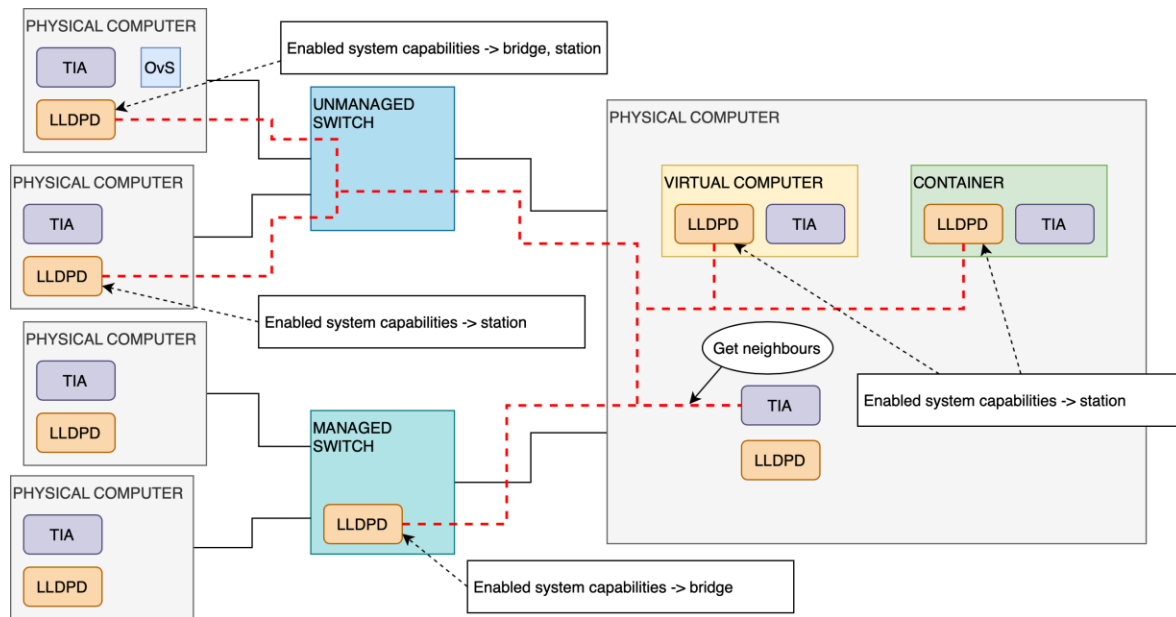 PHYSICAL COMPUTER
TIA
OvS
LLDPD
Enabled system capabilities -> bridge, station
UNMANAGED
SWITCH
PHYSICAL COMPUTER
TIA
LLDPD
Enabled system capabilities -> station
PHYSICAL COMPUTER
TIA
LLDPD
PHYSICAL COMPUTER
TIA
LLDPD
MANAGED
SWITCH
LLDPD
Enabled system capabilities -> bridge
PHYSICAL COMPUTER
VIRTUAL COMPUTER
LLDPD
TIA
CONTAINER
LLDPD
TIA
Get neighbours
Enabled system capabilities -> station
TIA
LLDPD